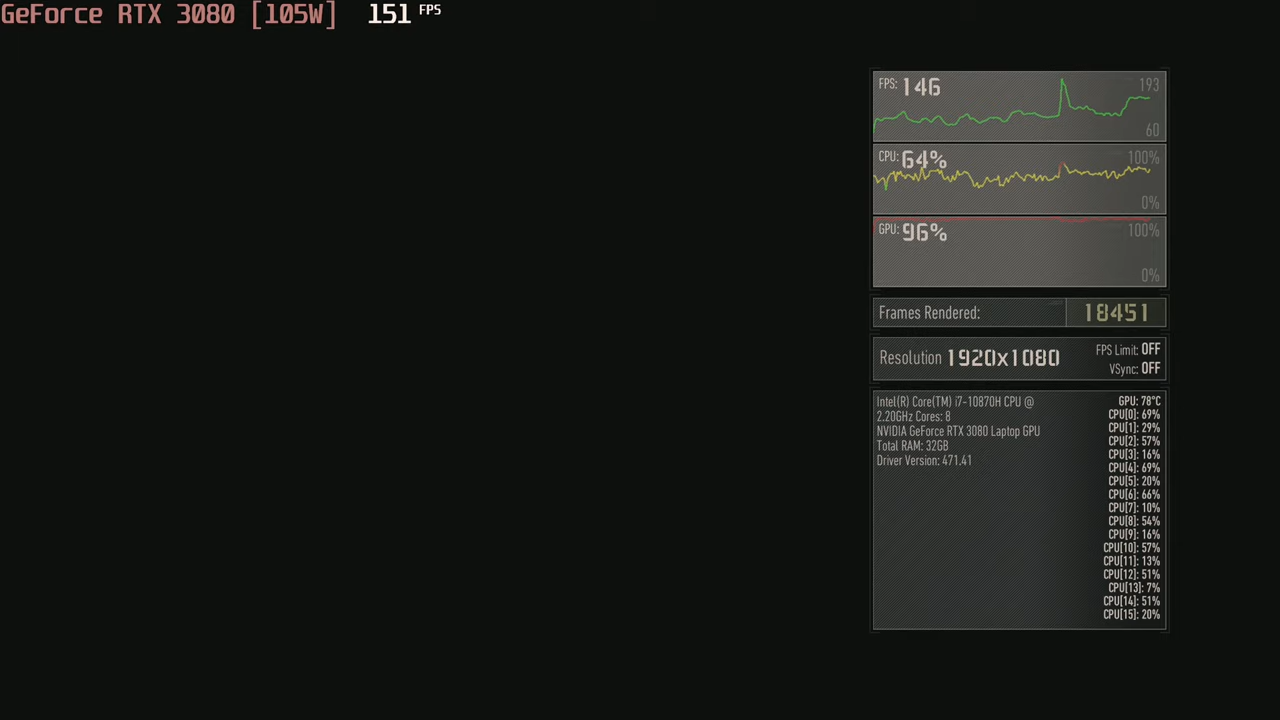 GeForce RTX 3080 [105W] 151 FPS
FPS: 146 193
60
CPU: 64% 100%
0%
GPU: 96% 100%
0%
Frames Rendered: 18451
Resolution 1920x1080 FPS Limit: OFF
VSync: OFF
Intel(R) Core(TM) i7-10870H CPU @
2.20GHz Cores: 8
NVIDIA GeForce RTX 3080 Laptop GPU
Total RAM: 32GB
Driver Version: 471.41
GPU: 78°C
CPU[0]: 69%
CPU[1]: 29%
CPU[2]: 57%
CPU[3]: 16%
CPU[4]: 69%
CPU[5]: 20%
CPU[6]: 66%
CPU[7]: 10%
CPU[8]: 54%
CPU[9]: 16%
CPU[10]: 57%
CPU[11]: 13%
CPU[12]: 51%
CPU[13]: 7%
CPU[14]: 51%
CPU[15]: 20%